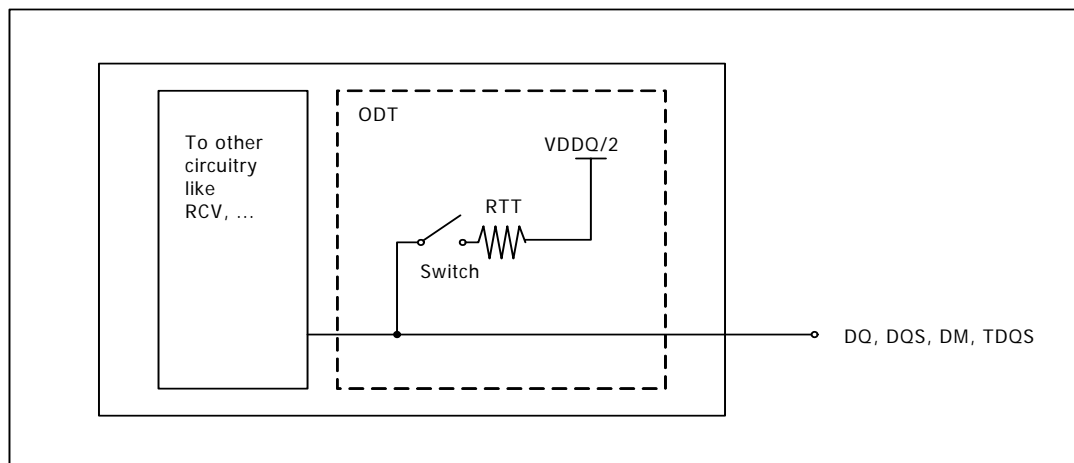 ODT
To other
circuitry
like
RCV, ...
VDDQ/2
RTT
Switch
DQ, DQS, DM, TDQS